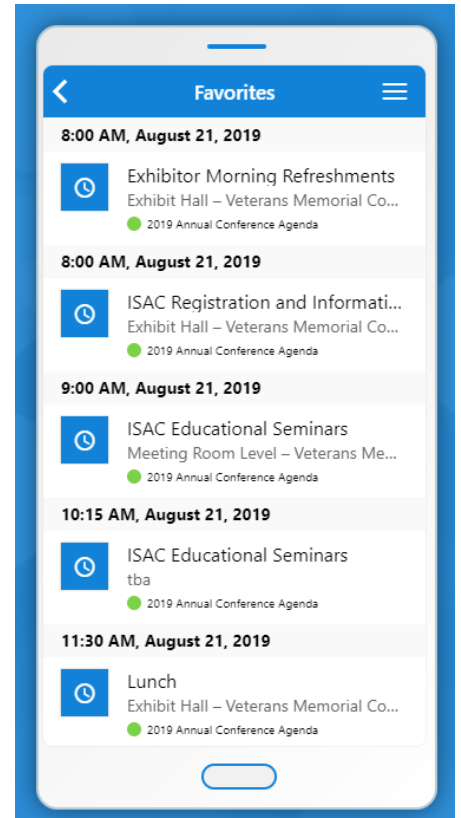 Favorites
8:00 AM, August 21, 2019
Exhibitor Morning Refreshments
Exhibit Hall – Veterans Memorial Co...
2019 Annual Conference Agenda
8:00 AM, August 21, 2019
ISAC Registration and Informati...
Exhibit Hall – Veterans Memorial Co...
2019 Annual Conference Agenda
9:00 AM, August 21, 2019
ISAC Educational Seminars
Meeting Room Level – Veterans Me...
2019 Annual Conference Agenda
10:15 AM, August 21, 2019
ISAC Educational Seminars
tba
2019 Annual Conference Agenda
11:30 AM, August 21, 2019
Lunch
Exhibit Hall – Veterans Memorial Co...
2019 Annual Conference Agenda